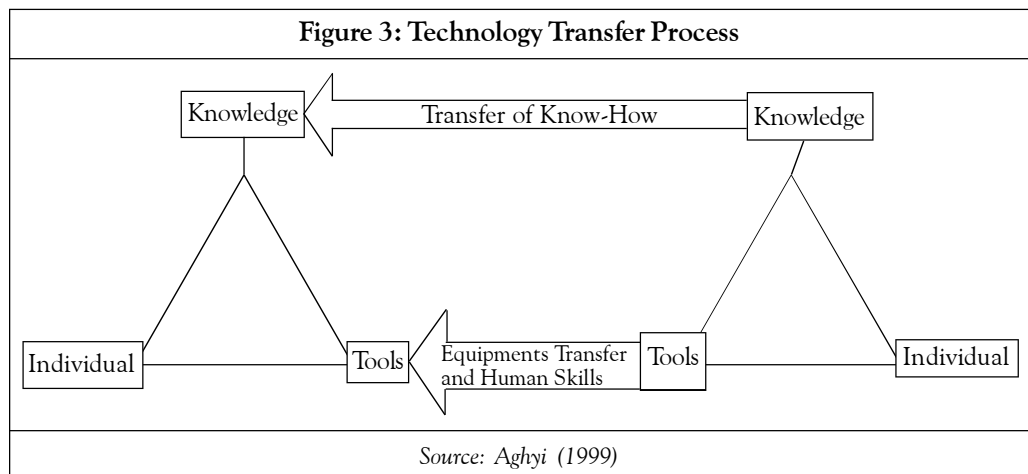 Figure 3: Technology Transfer Process
Knowledge
Transfer of Know-How
Knowledge
Individual
Tools
Equipments Transfer
and Human Skills
Tools
Individual
Source: Aghyi (1999)